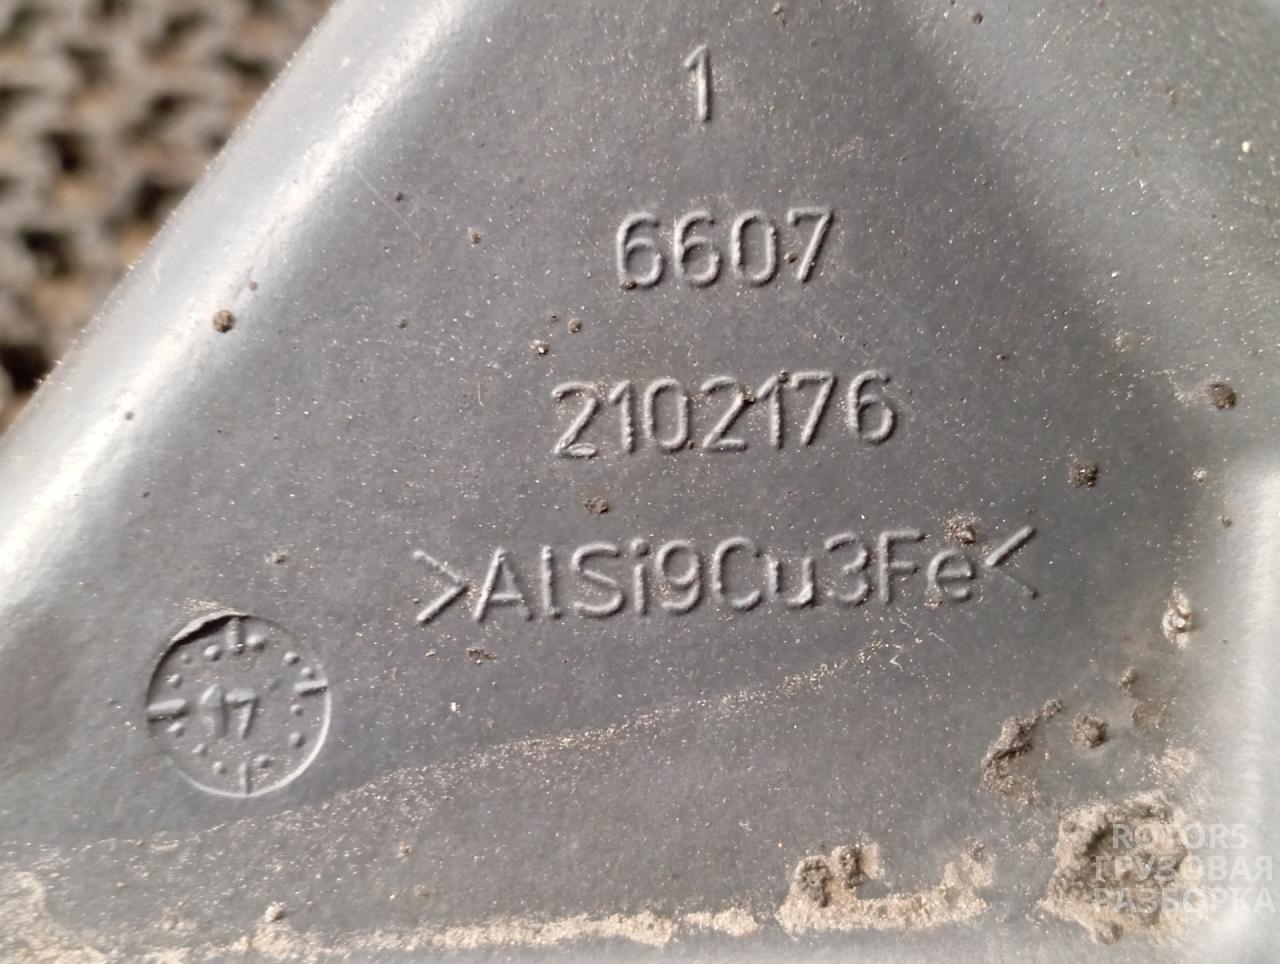 1
6607
2102176
>AlSi9Cu3Fe<
17
ROTOR5
ГРУЗОВАЯ
РАЗБОРКА